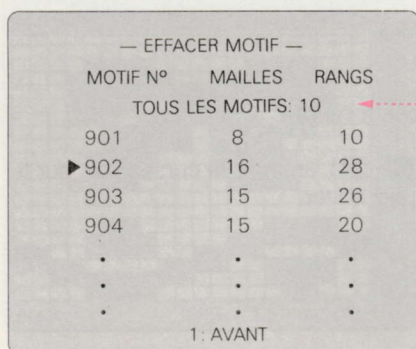 — EFFACER MOTIF —
MOTIF Nº MAILLES RANGS
TOUS LES MOTIFS: 10
901 8 10
▶902 16 28
903 15 26
904 15 20
. . .
. . .
. . .
1: AVANT